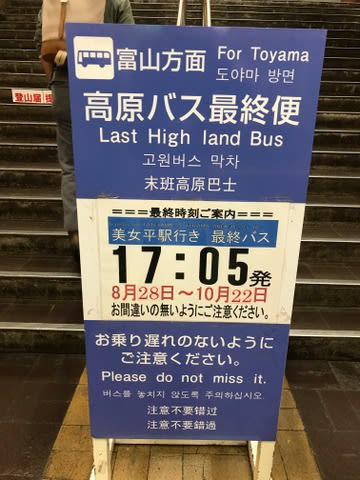 富山方面 For Toyama
도야마 방면
高原バス最終便
Last High land Bus
고원버스 막차
末班高原巴士
===最終時刻ご案内===
美女平駅行き 最終バス
17:05発
8月28日～10月22日
お間違いの無いようにご注意ください。
お乗り遅れのないように
ご注意ください。
Please do not miss it.
버스를 놓치지 않도록 주의하십시오
注意不要错过
注意不要錯過
登山届